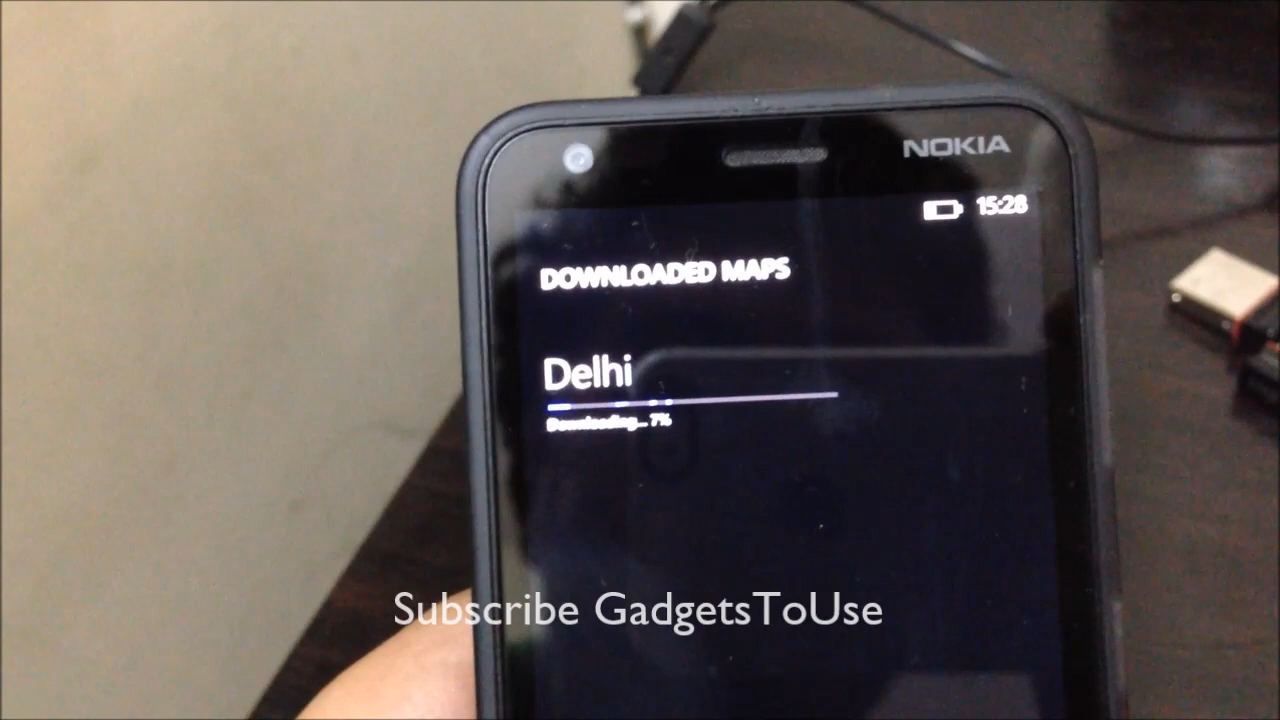 NOKIA
15:28
DOWNLOADED MAPS
Delhi
Downloading... 7%
Subscribe GadgetsToUse